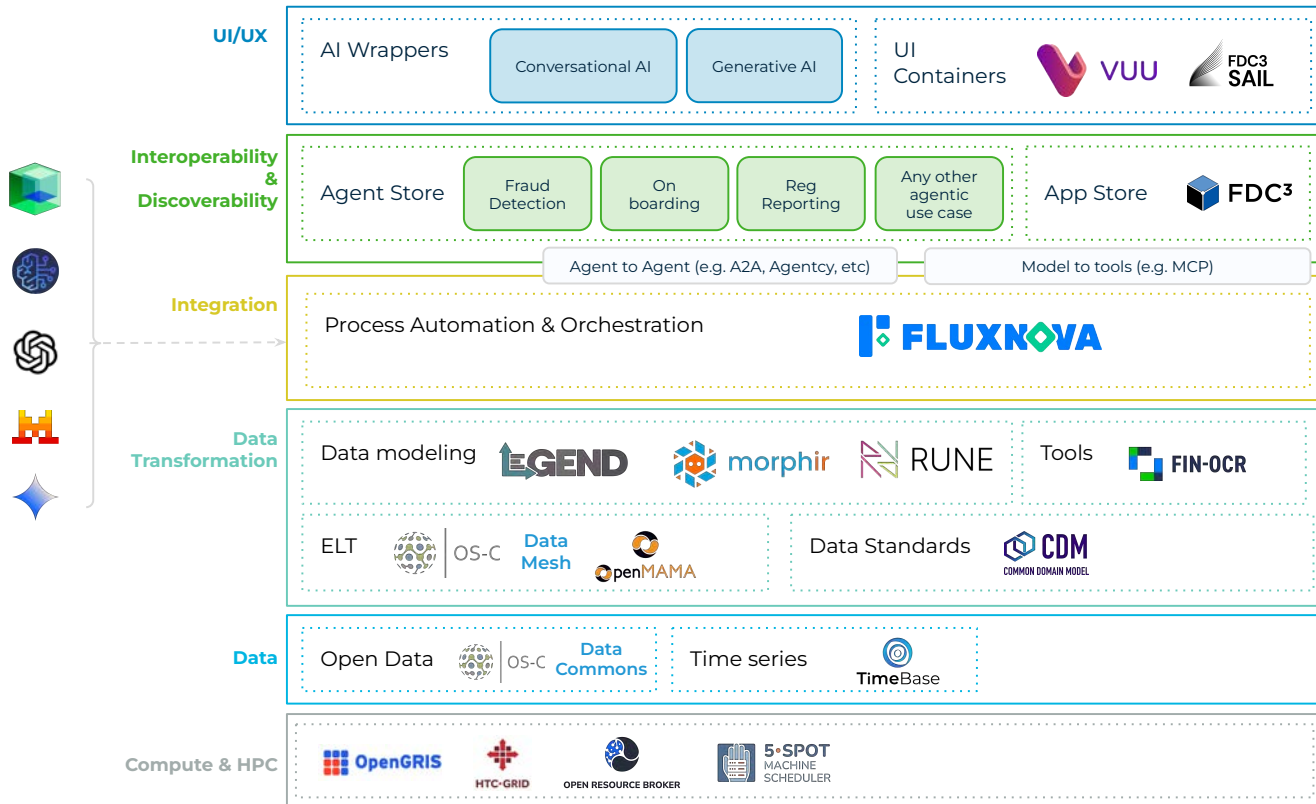 UI/UX
AI Wrappers
Conversational AI
Generative AI
UI
Containers
VUU
FDC3
SAIL
Interoperability
&
Discoverability
Agent Store
Fraud
Detection
On
boarding
Reg
Reporting
Any other
agentic
use case
App Store
FDC³
Agent to Agent (e.g. A2A, Agentcy, etc)
Model to tools (e.g. MCP)
Integration
Process Automation & Orchestration
FLUXNOVA
Data
Transformation
Data modeling
LEGEND
morphir
RUNE
Tools
FIN-OCR
ELT
OS-C
Data
Mesh
OpenMAMA
Data Standards
CDM
COMMON DOMAIN MODEL
Data
Open Data
OS-C
Data
Commons
Time series
TimeBase
Compute & HPC
OpenGRIS
HTC-GRID
OPEN RESOURCE BROKER
5•SPOT
MACHINE
SCHEDULER